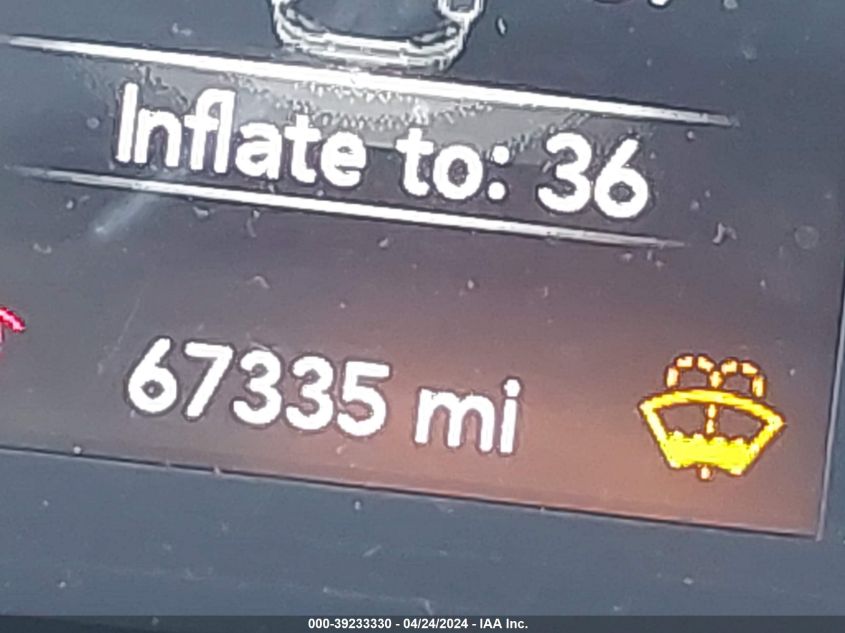 Inflate to: 36
67335 mi
000-39233330 - 04/24/2024 - IAA Inc.